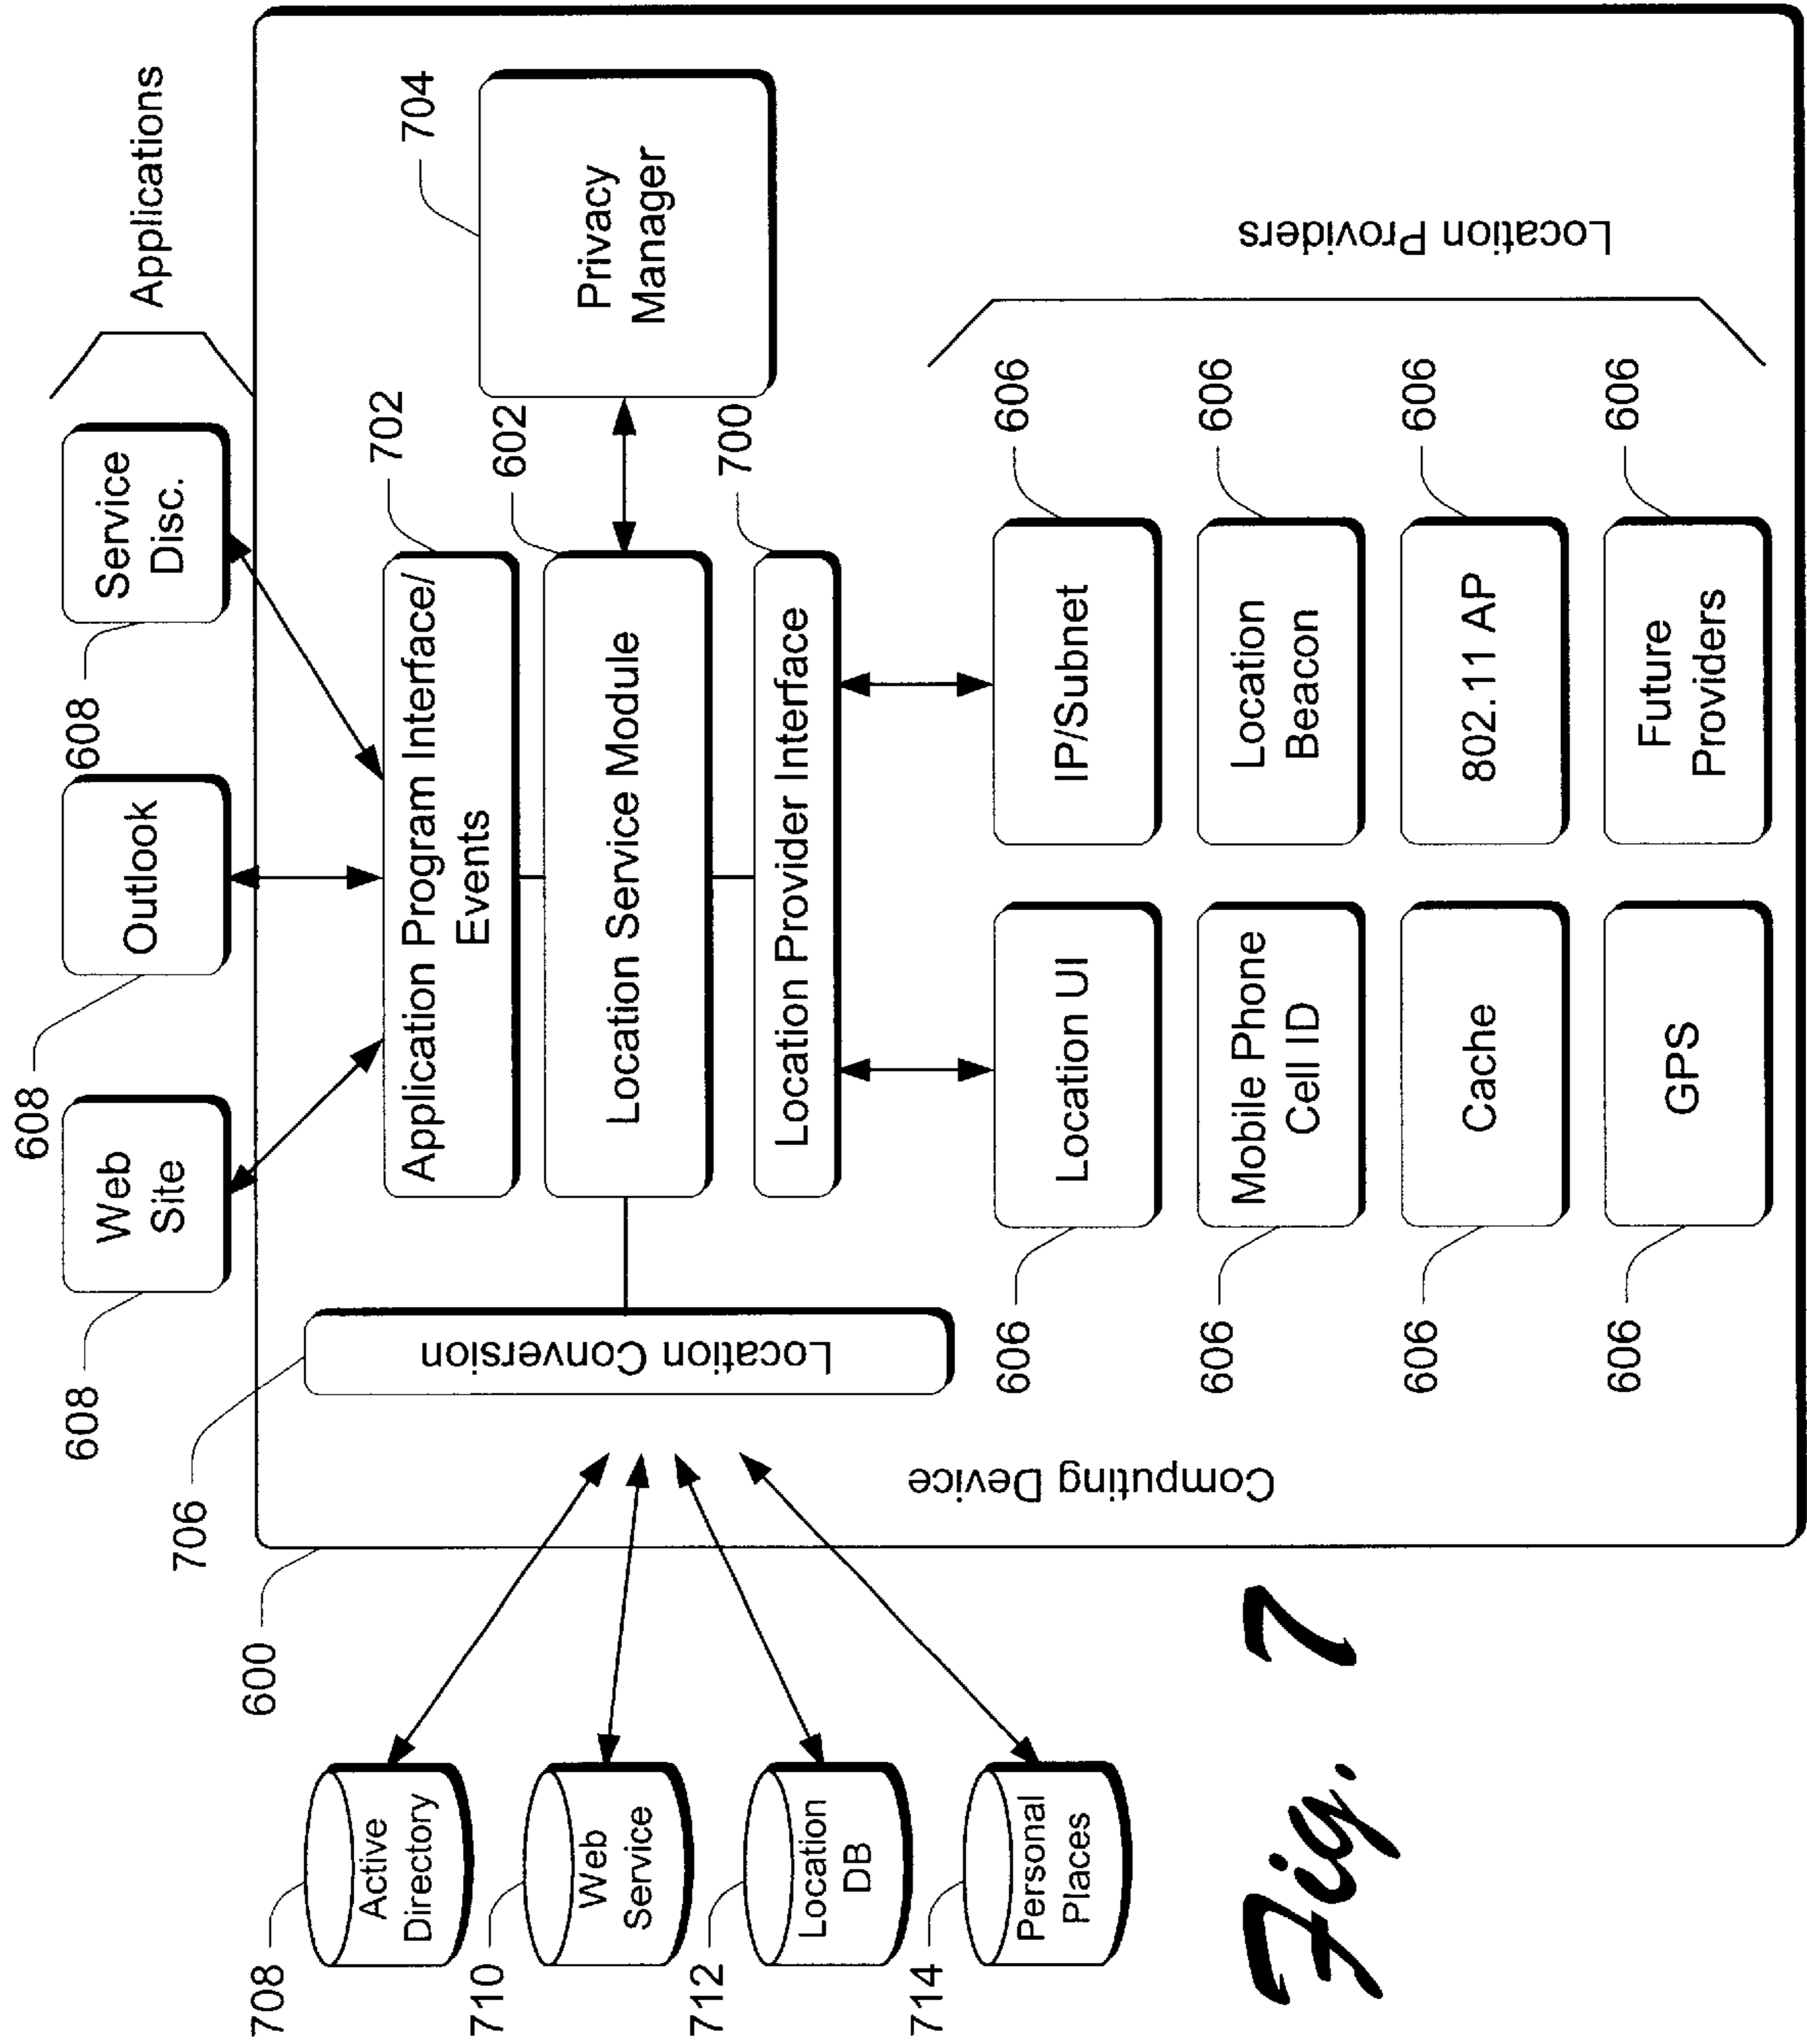 Applications
608
Web
Site
608
Outlook
608
Service
Disc.
706
600
702
Application Program Interface/
Events
602
Location Service Module
700
Location Provider Interface
704
Privacy
Manager
Location Conversion
Computing Device
708
Active
Directory
710
Web
Service
712
Location
DB
714
Personal
Places
606
Location UI
IP/Subnet
606
606
Mobile Phone
Cell ID
Location
Beacon
606
606
Cache
802.11 AP
606
606
GPS
Future
Providers
606
Location Providers
Fig. 7